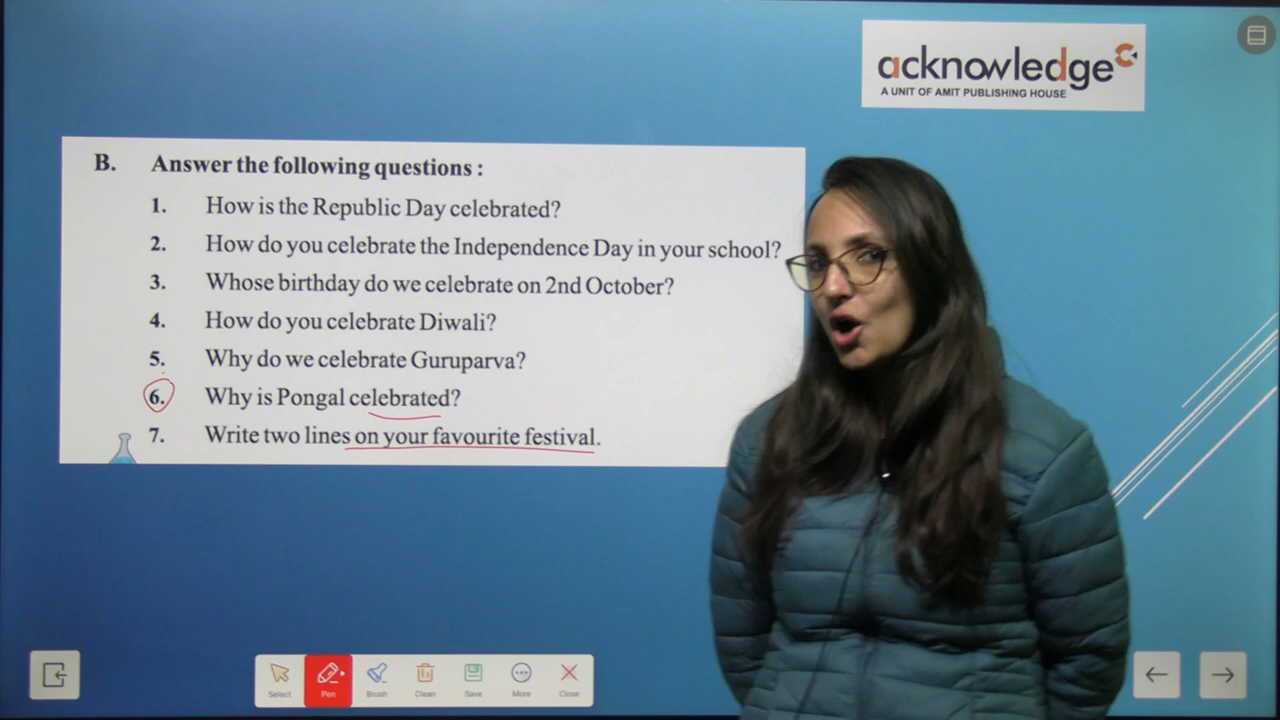 acknowledge
A UNIT OF AMIT PUBLISHING HOUSE
B. Answer the following questions :
1. How is the Republic Day celebrated?
2. How do you celebrate the Independence Day in your school?
3. Whose birthday do we celebrate on 2nd October?
4. How do you celebrate Diwali?
5. Why do we celebrate Guruparva?
6. Why is Pongal celebrated?
7. Write two lines on your favourite festival.
Select Pen Brush Clean Save More Close